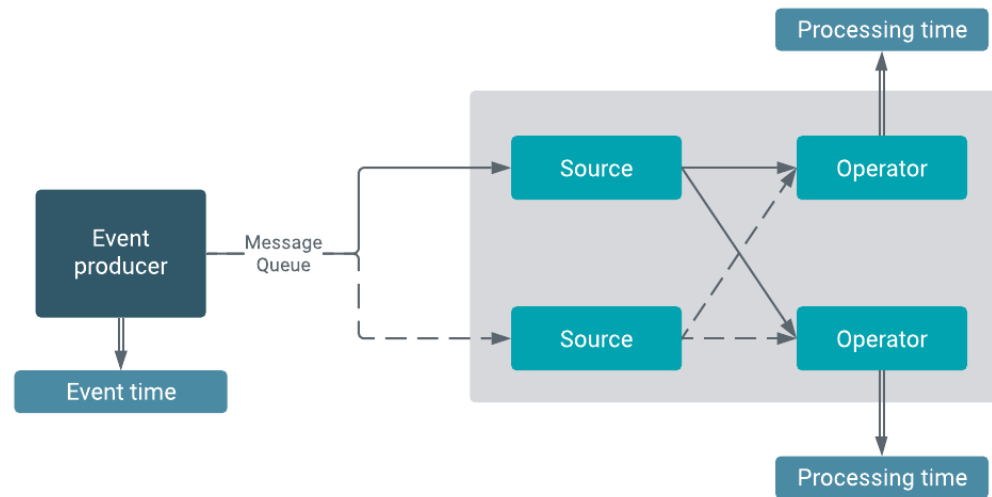 Processing time
Source
Operator
Event
producer
Message
Queue
Source
Operator
Event time
Processing time